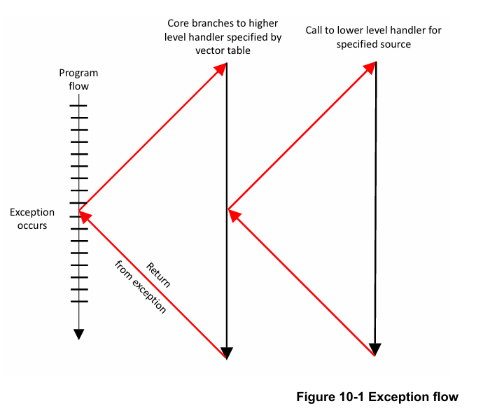 Core branches to higher
level handler specified by
vector table
Call to lower level handler for
specified source
Program
flow
Exception
occurs
Return
from exception
Figure 10-1 Exception flow